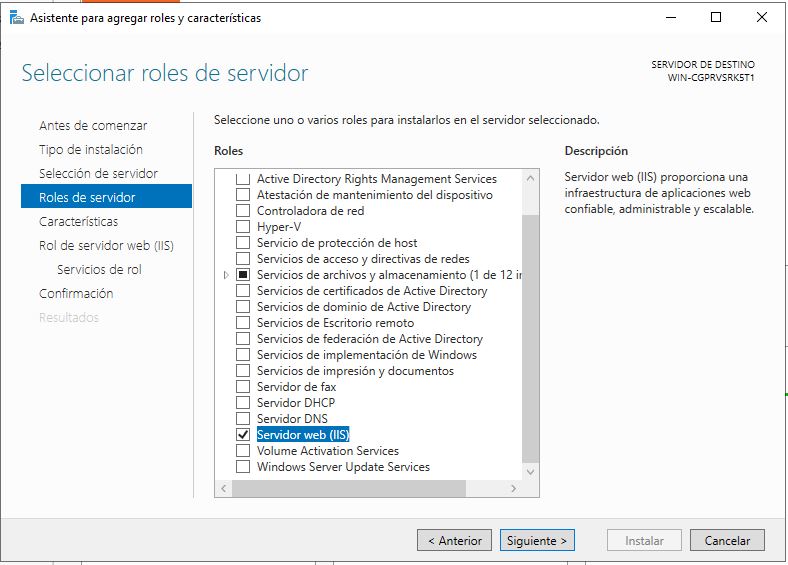 Asistente para agregar roles y características
Seleccionar roles de servidor
SERVIDOR DE DESTINO
WIN-CGPRVSRK5T1
Antes de comenzar
Tipo de instalación
Selección de servidor
Roles de servidor
Características
Rol de servidor web (IIS)
Servicios de rol
Confirmación
Resultados
Seleccione uno o varios roles para instalarlos en el servidor seleccionado.
Roles
Active Directory Rights Management Services
Atestación de mantenimiento del dispositivo
Controladora de red
Hyper-V
Servicio de protección de host
Servicios de acceso y directivas de redes
Servicios de archivos y almacenamiento (1 de 12 in
Servicios de certificados de Active Directory
Servicios de dominio de Active Directory
Servicios de Escritorio remoto
Servicios de federación de Active Directory
Servicios de implementación de Windows
Servicios de impresión y documentos
Servidor de fax
Servidor DHCP
Servidor DNS
Servidor web (IIS)
Volume Activation Services
Windows Server Update Services
Descripción
Servidor web (IIS) proporciona una
infraestructura de aplicaciones web
confiable, administrable y escalable.
< Anterior
Siguiente >
Instalar
Cancelar